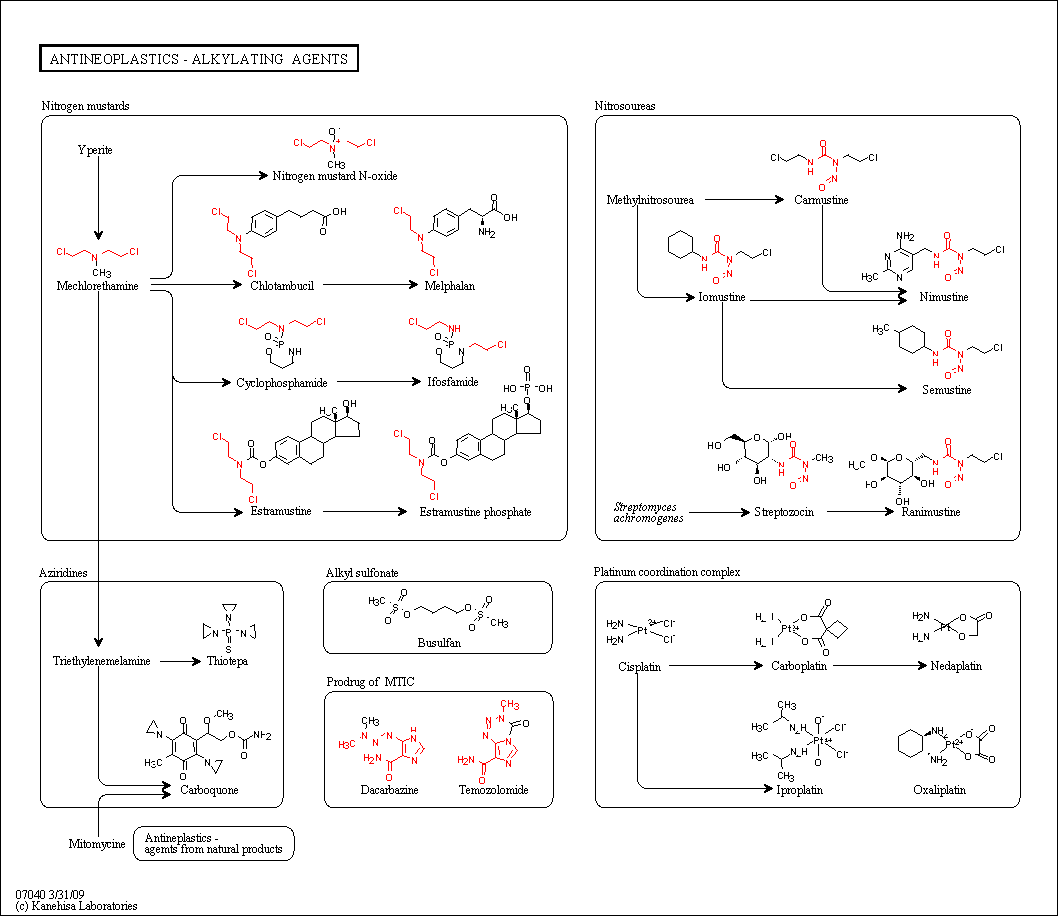 ANTINEOPLASTICS - ALKYLATING AGENTS
Nitrogen mustards
Yperite
Nitrogen mustard N-oxide
Mechlorethamine
Chlotambucil
Melphalan
Cyclophosphamide
Ifosfamide
Estramustine
Estramustine phosphate
Nitrosoureas
Methylnitrosourea
Carmustine
Iomustine
Nimustine
Semustine
Streptomyces
achromogenes
Streptozocin
Ranimustine
Aziridines
Triethylenemelamine
Thiotepa
Carboquone
Mitomycine
Antineplastics -
agents from natural products
Alkyl sulfonate
Busulfan
Prodrug of MTIC
Dacarbazine
Temozolomide
Platinum coordination complex
Cisplatin
Carboplatin
Nedaplatin
Iproplatin
Oxaliplatin
07040 3/31/09
(c) Kanehisa Laboratories